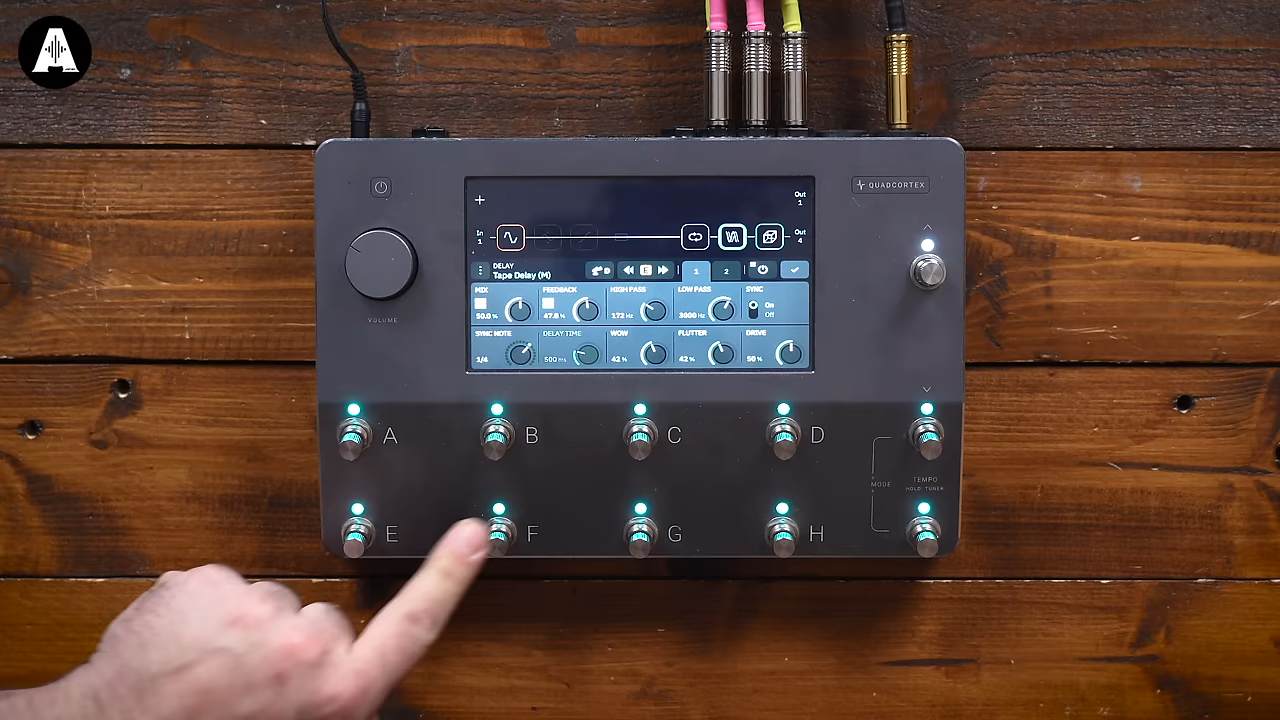 A
QUADCORTEX
Out
1
In
1
Out
4
DELAY
Tape Delay (M)
1
2
MIX
50.0 %
FEEDBACK
47.5 %
HIGH PASS
172 Hz
LOW PASS
3000 Hz
SYNC
On
Off
SYNC NOTE
1/4
DELAY TIME
500 ms
WOW
42 %
FLUTTER
42 %
DRIVE
50 %
VOLUME
A
B
C
D
TEMPO
HOLD: TUNER
MODE
E
F
G
H